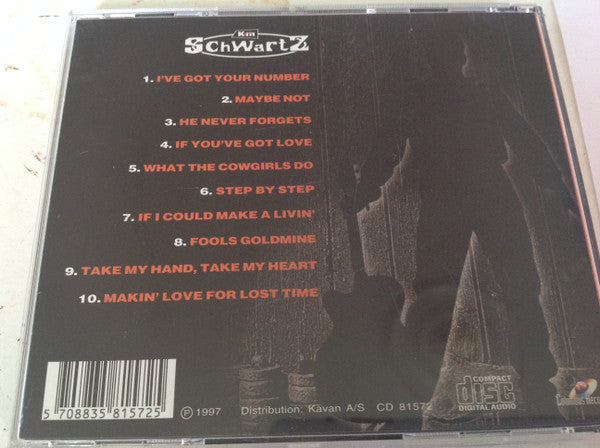 Kim
SchwartZ
1. I'VE GOT YOUR NUMBER
2. MAYBE NOT
3. HE NEVER FORGETS
4. IF YOU'VE GOT LOVE
5. WHAT THE COWGIRLS DO
6. STEP BY STEP
7. IF I COULD MAKE A LIVIN'
8. FOOLS GOLDMINE
9. TAKE MY HAND, TAKE MY HEART
10. MAKIN' LOVE FOR LOST TIME
5 708835 815725
℗ 1997 Distribution: Kavan A/S CD 81572
COMPACT
disc
DIGITAL AUDIO